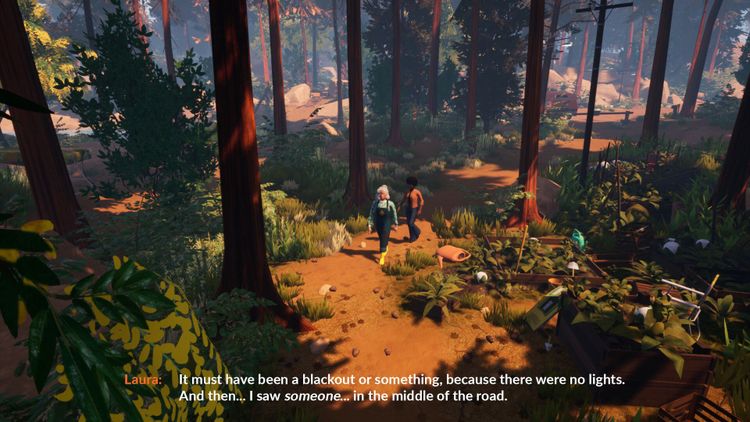 Laura: It must have been a blackout or something, because there were no lights.
And then... I saw someone... in the middle of the road.